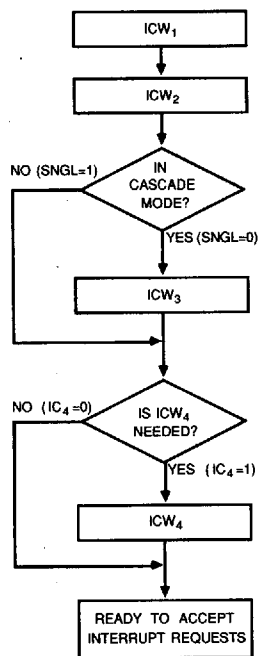 ICW₁
ICW₂
NO (SNGL=1)
IN
CASCADE
MODE?
YES (SNGL=0)
ICW₃
NO (IC₄=0)
IS ICW₄
NEEDED?
YES (IC₄=1)
ICW₄
READY TO ACCEPT
INTERRUPT REQUESTS